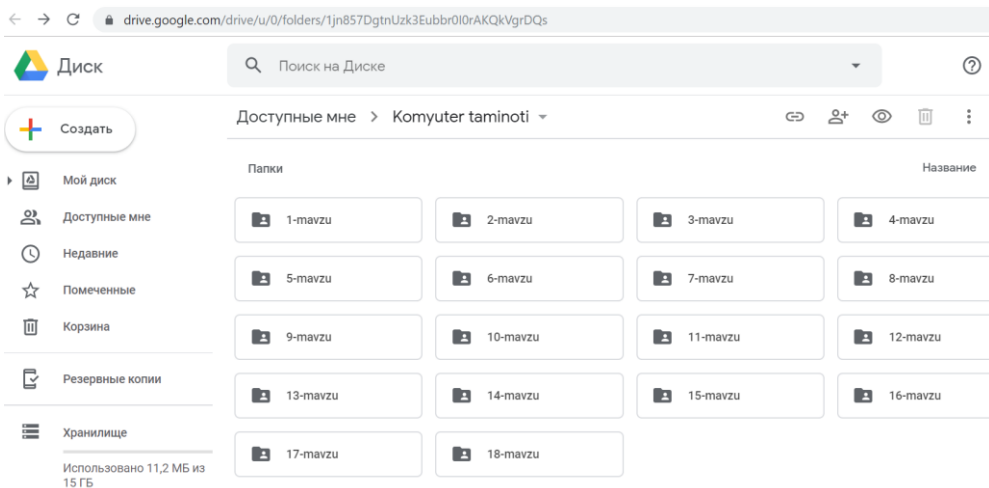 drive.google.com/drive/u/0/folders/1jn857DgtnUzk3Eubbr0I0rAKQkVgrDQs
Диск
Поиск на Диске
Создать
Доступные мне > Komyuter taminoti
Мой диск
Доступные мне
Недавние
Помеченные
Корзина
Резервные копии
Хранилище
Использовано 11,2 МБ из
15 ГБ
Папки Название
1-mavzu 2-mavzu 3-mavzu 4-mavzu
5-mavzu 6-mavzu 7-mavzu 8-mavzu
9-mavzu 10-mavzu 11-mavzu 12-mavzu
13-mavzu 14-mavzu 15-mavzu 16-mavzu
17-mavzu 18-mavzu